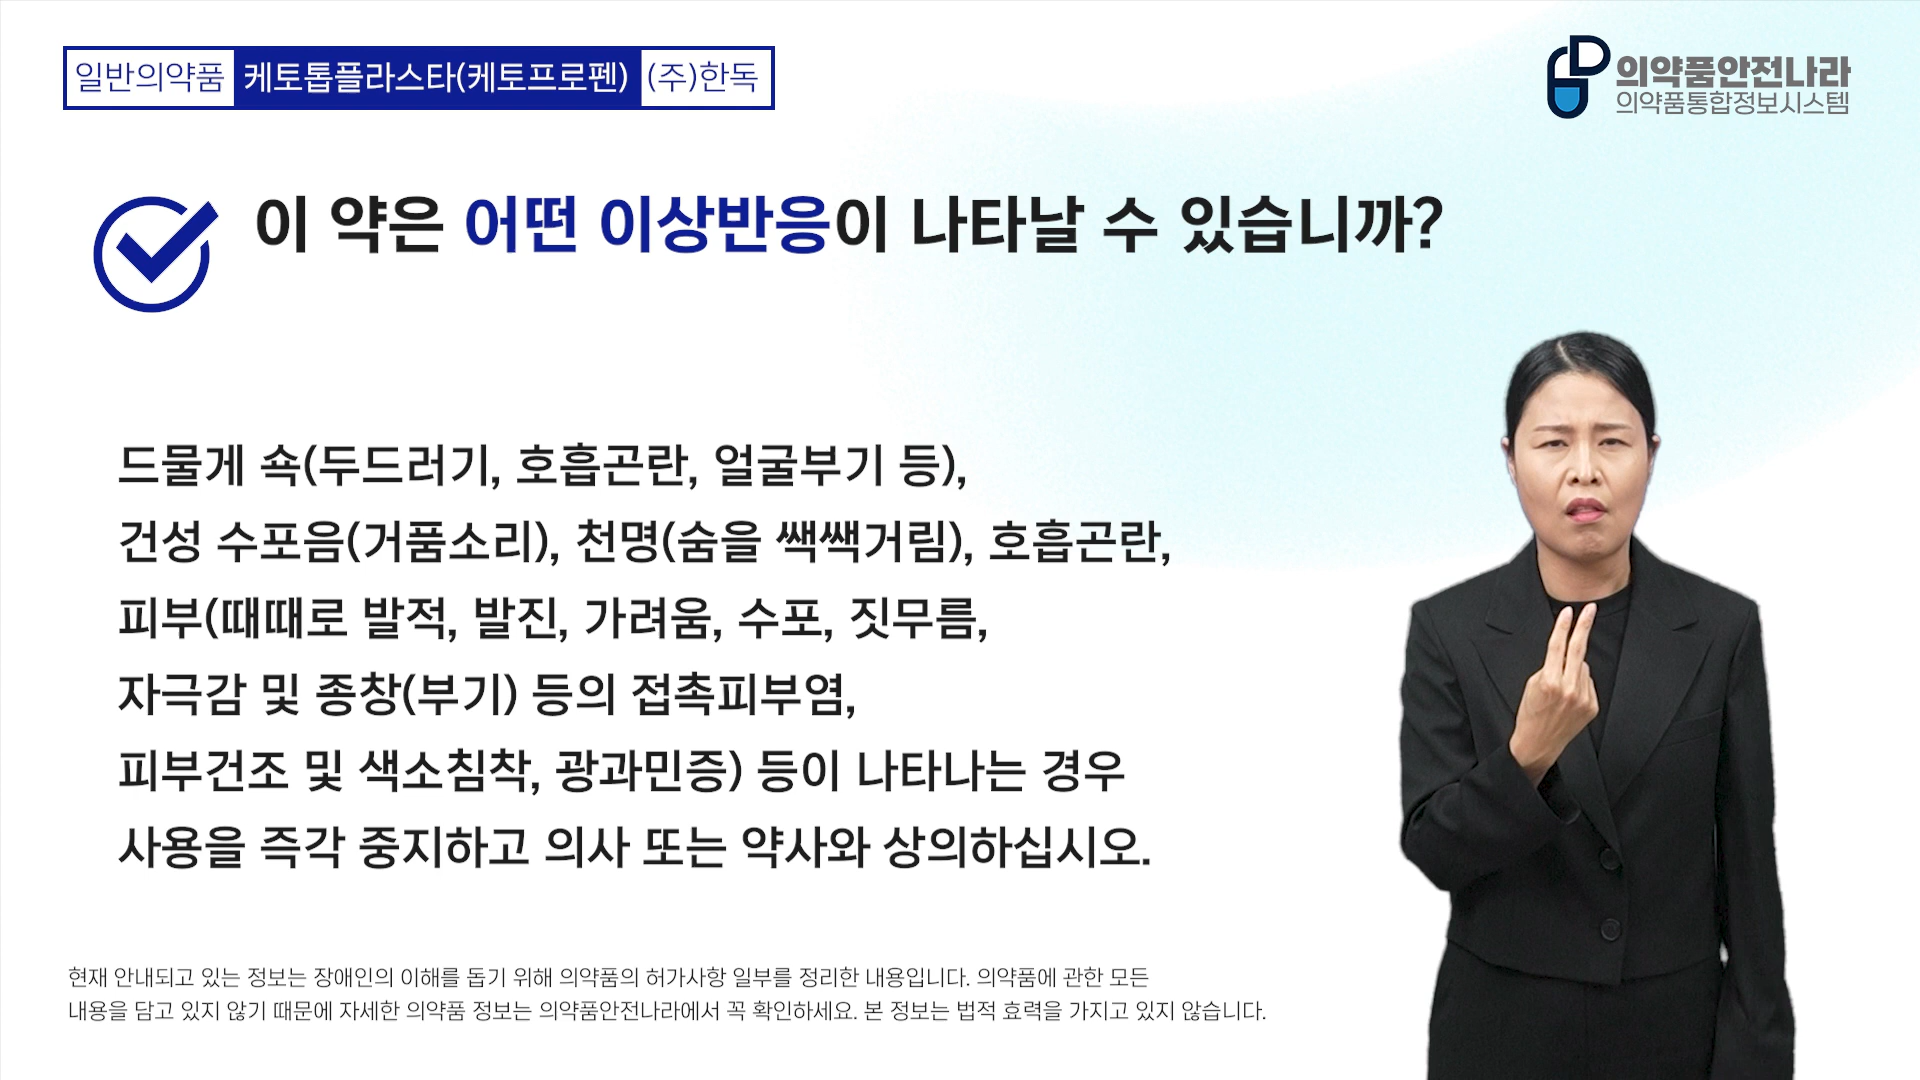 일반의약품 케토톱플라스타(케토프로펜) (주)한독
의약품안전나라
의약품통합정보시스템
이 약은 어떤 이상반응이 나타날 수 있습니까?
드물게 쇽(두드러기, 호흡곤란, 얼굴부기 등),
건성 수포음(거품소리), 천명(숨을 쌕쌕거림), 호흡곤란,
피부(때때로 발적, 발진, 가려움, 수포, 짓무름,
자극감 및 종창(부기) 등의 접촉피부염,
피부건조 및 색소침착, 광과민증) 등이 나타나는 경우
사용을 즉각 중지하고 의사 또는 약사와 상의하십시오.
현재 안내되고 있는 정보는 장애인의 이해를 돕기 위해 의약품의 허가사항 일부를 정리한 내용입니다. 의약품에 관한 모든
내용을 담고 있지 않기 때문에 자세한 의약품 정보는 의약품안전나라에서 꼭 확인하세요. 본 정보는 법적 효력을 가지고 있지 않습니다.